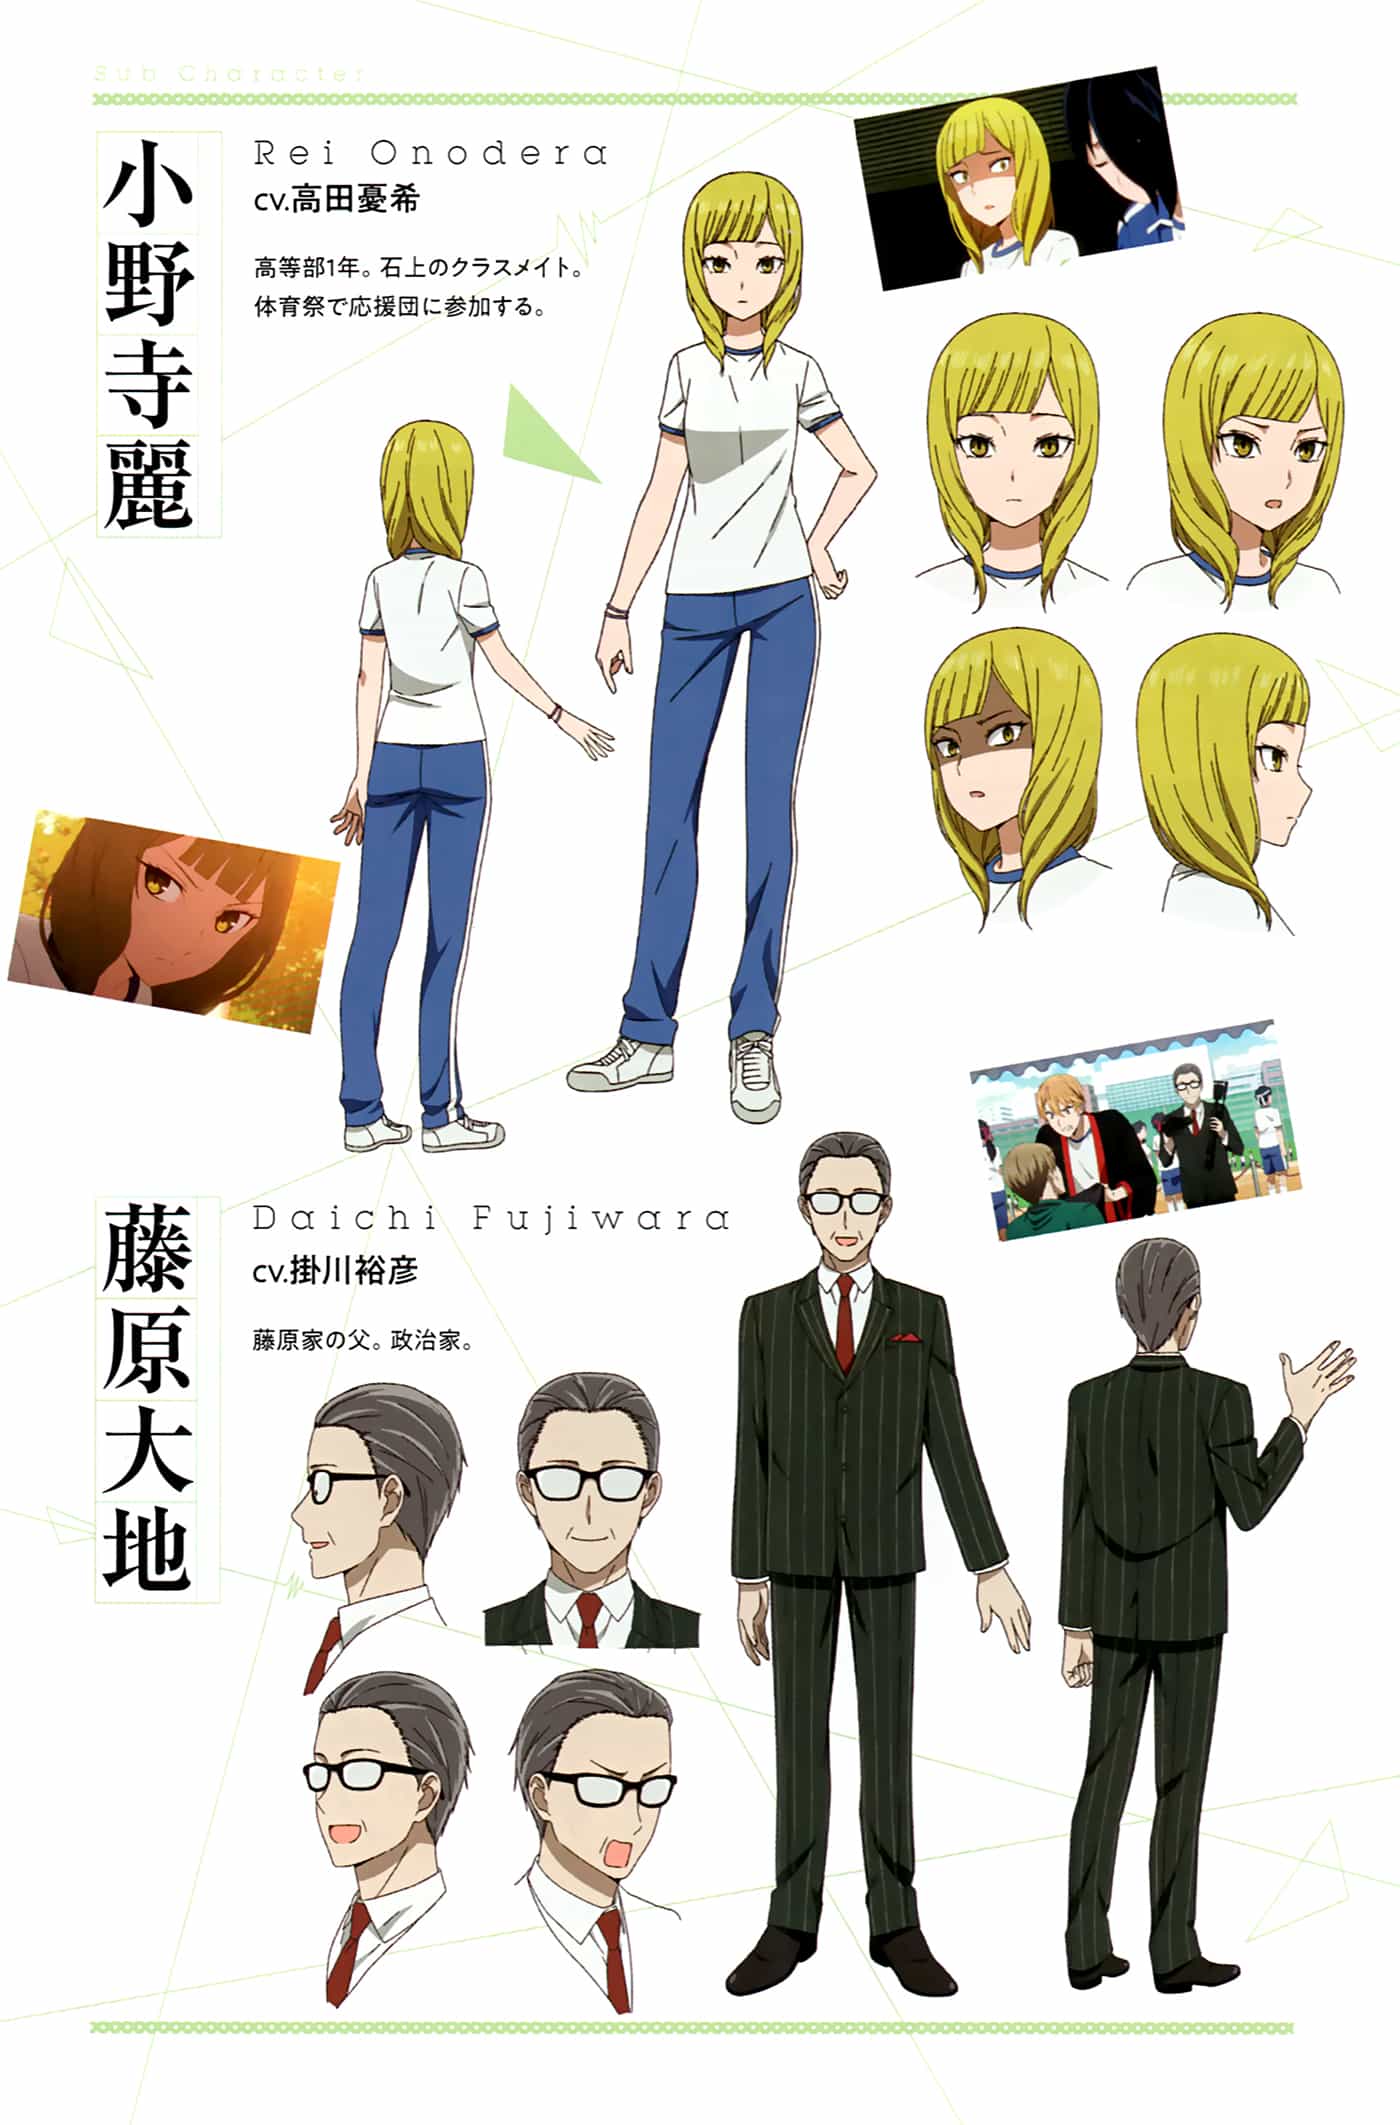 Sub Character
小野寺麗
Rei Onodera
cv.高田憂希
高等部1年。石上のクラスメイト。
体育祭で応援団に参加する。
藤原大地
Daichi Fujiwara
cv.掛川裕彦
藤原家の父。政治家。